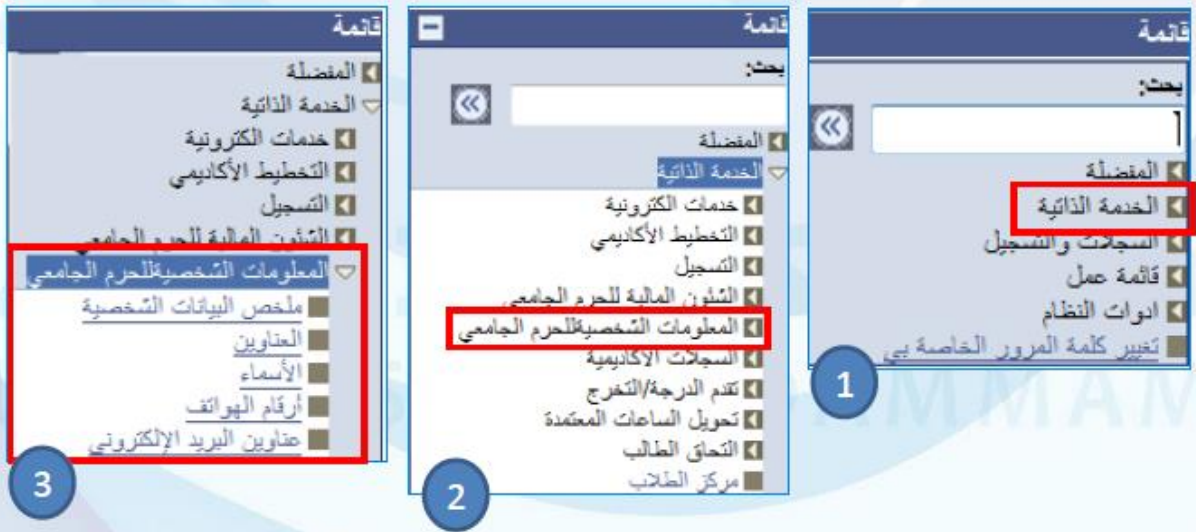 قائمة
بحث:
المفضلة
الخدمة الذاتية
السجلات والتسجيل
قائمة عمل
ادوات النظام
تغيير كلمة المرور الخاصة بي
1
قائمة
بحث:
المفضلة
الخدمة الذاتية
خدمات الكترونية
التخطيط الأكاديمي
التسجيل
الشئون المالية للحرم الجامعي
المعلومات الشخصيةللحرم الجامعي
السجلات الاكاديمية
تقدم الدرجة/التخرج
تحويل الساعات المعتمدة
التحاق الطالب
مركز الطلاب
2
قائمة
المفضلة
الخدمة الذاتية
خدمات الكترونية
التخطيط الأكاديمي
التسجيل
الشئون المالية للحرم الجامعي
المعلومات الشخصيةللحرم الجامعي
ملخص البيانات الشخصية
العناوين
الأسماء
أرقام الهواتف
عناوين البريد الإلكتروني
3